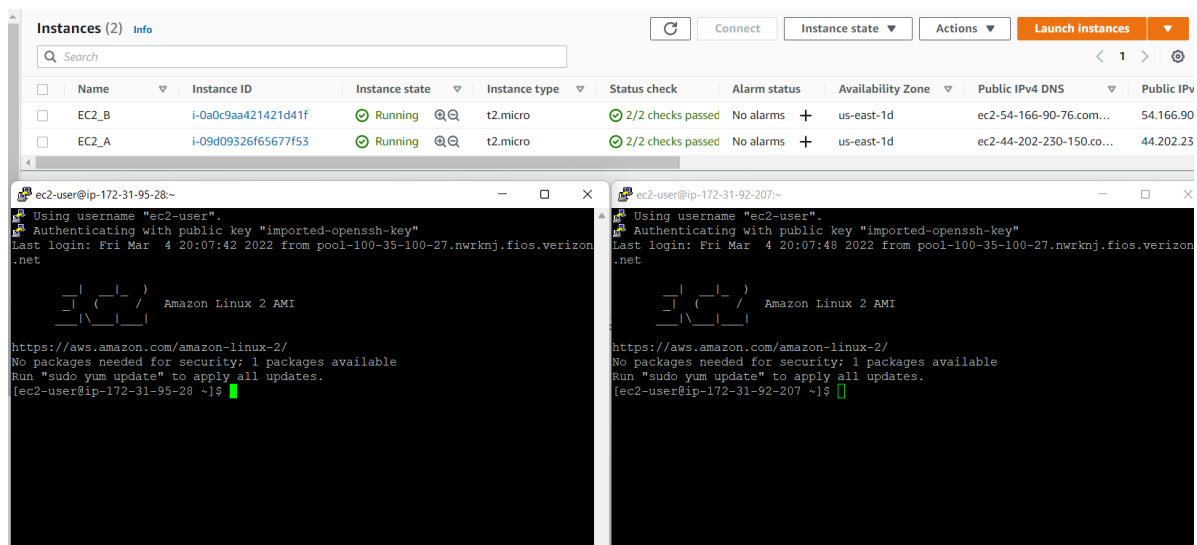 Instances (2) Info
Connect
Instance state
Actions
Launch instances
Search
1
Name Instance ID Instance state Instance type Status check Alarm status Availability Zone Public IPv4 DNS Public IPv
EC2_B i-0a0c9aa421421d41f Running t2.micro 2/2 checks passed No alarms + us-east-1d ec2-54-166-90-76.com... 54.166.90
EC2_A i-09d09326f65677f53 Running t2.micro 2/2 checks passed No alarms + us-east-1d ec2-44-202-230-150.co... 44.202.23
ec2-user@ip-172-31-95-28:~
Using username "ec2-user".
Authenticating with public key "imported-openssh-key"
Last login: Fri Mar  4 20:07:42 2022 from pool-100-35-100-27.nwrknj.fios.verizon
.net
       __|  __|_  )
       _|  (     /   Amazon Linux 2 AMI
      ___|\___|___|
https://aws.amazon.com/amazon-linux-2/
No packages needed for security; 1 packages available
Run "sudo yum update" to apply all updates.
[ec2-user@ip-172-31-95-28 ~]$
ec2-user@ip-172-31-92-207:~
Using username "ec2-user".
Authenticating with public key "imported-openssh-key"
Last login: Fri Mar  4 20:07:48 2022 from pool-100-35-100-27.nwrknj.fios.verizon
.net
       __|  __|_  )
       _|  (     /   Amazon Linux 2 AMI
      ___|\___|___|
https://aws.amazon.com/amazon-linux-2/
No packages needed for security; 1 packages available
Run "sudo yum update" to apply all updates.
[ec2-user@ip-172-31-92-207 ~]$